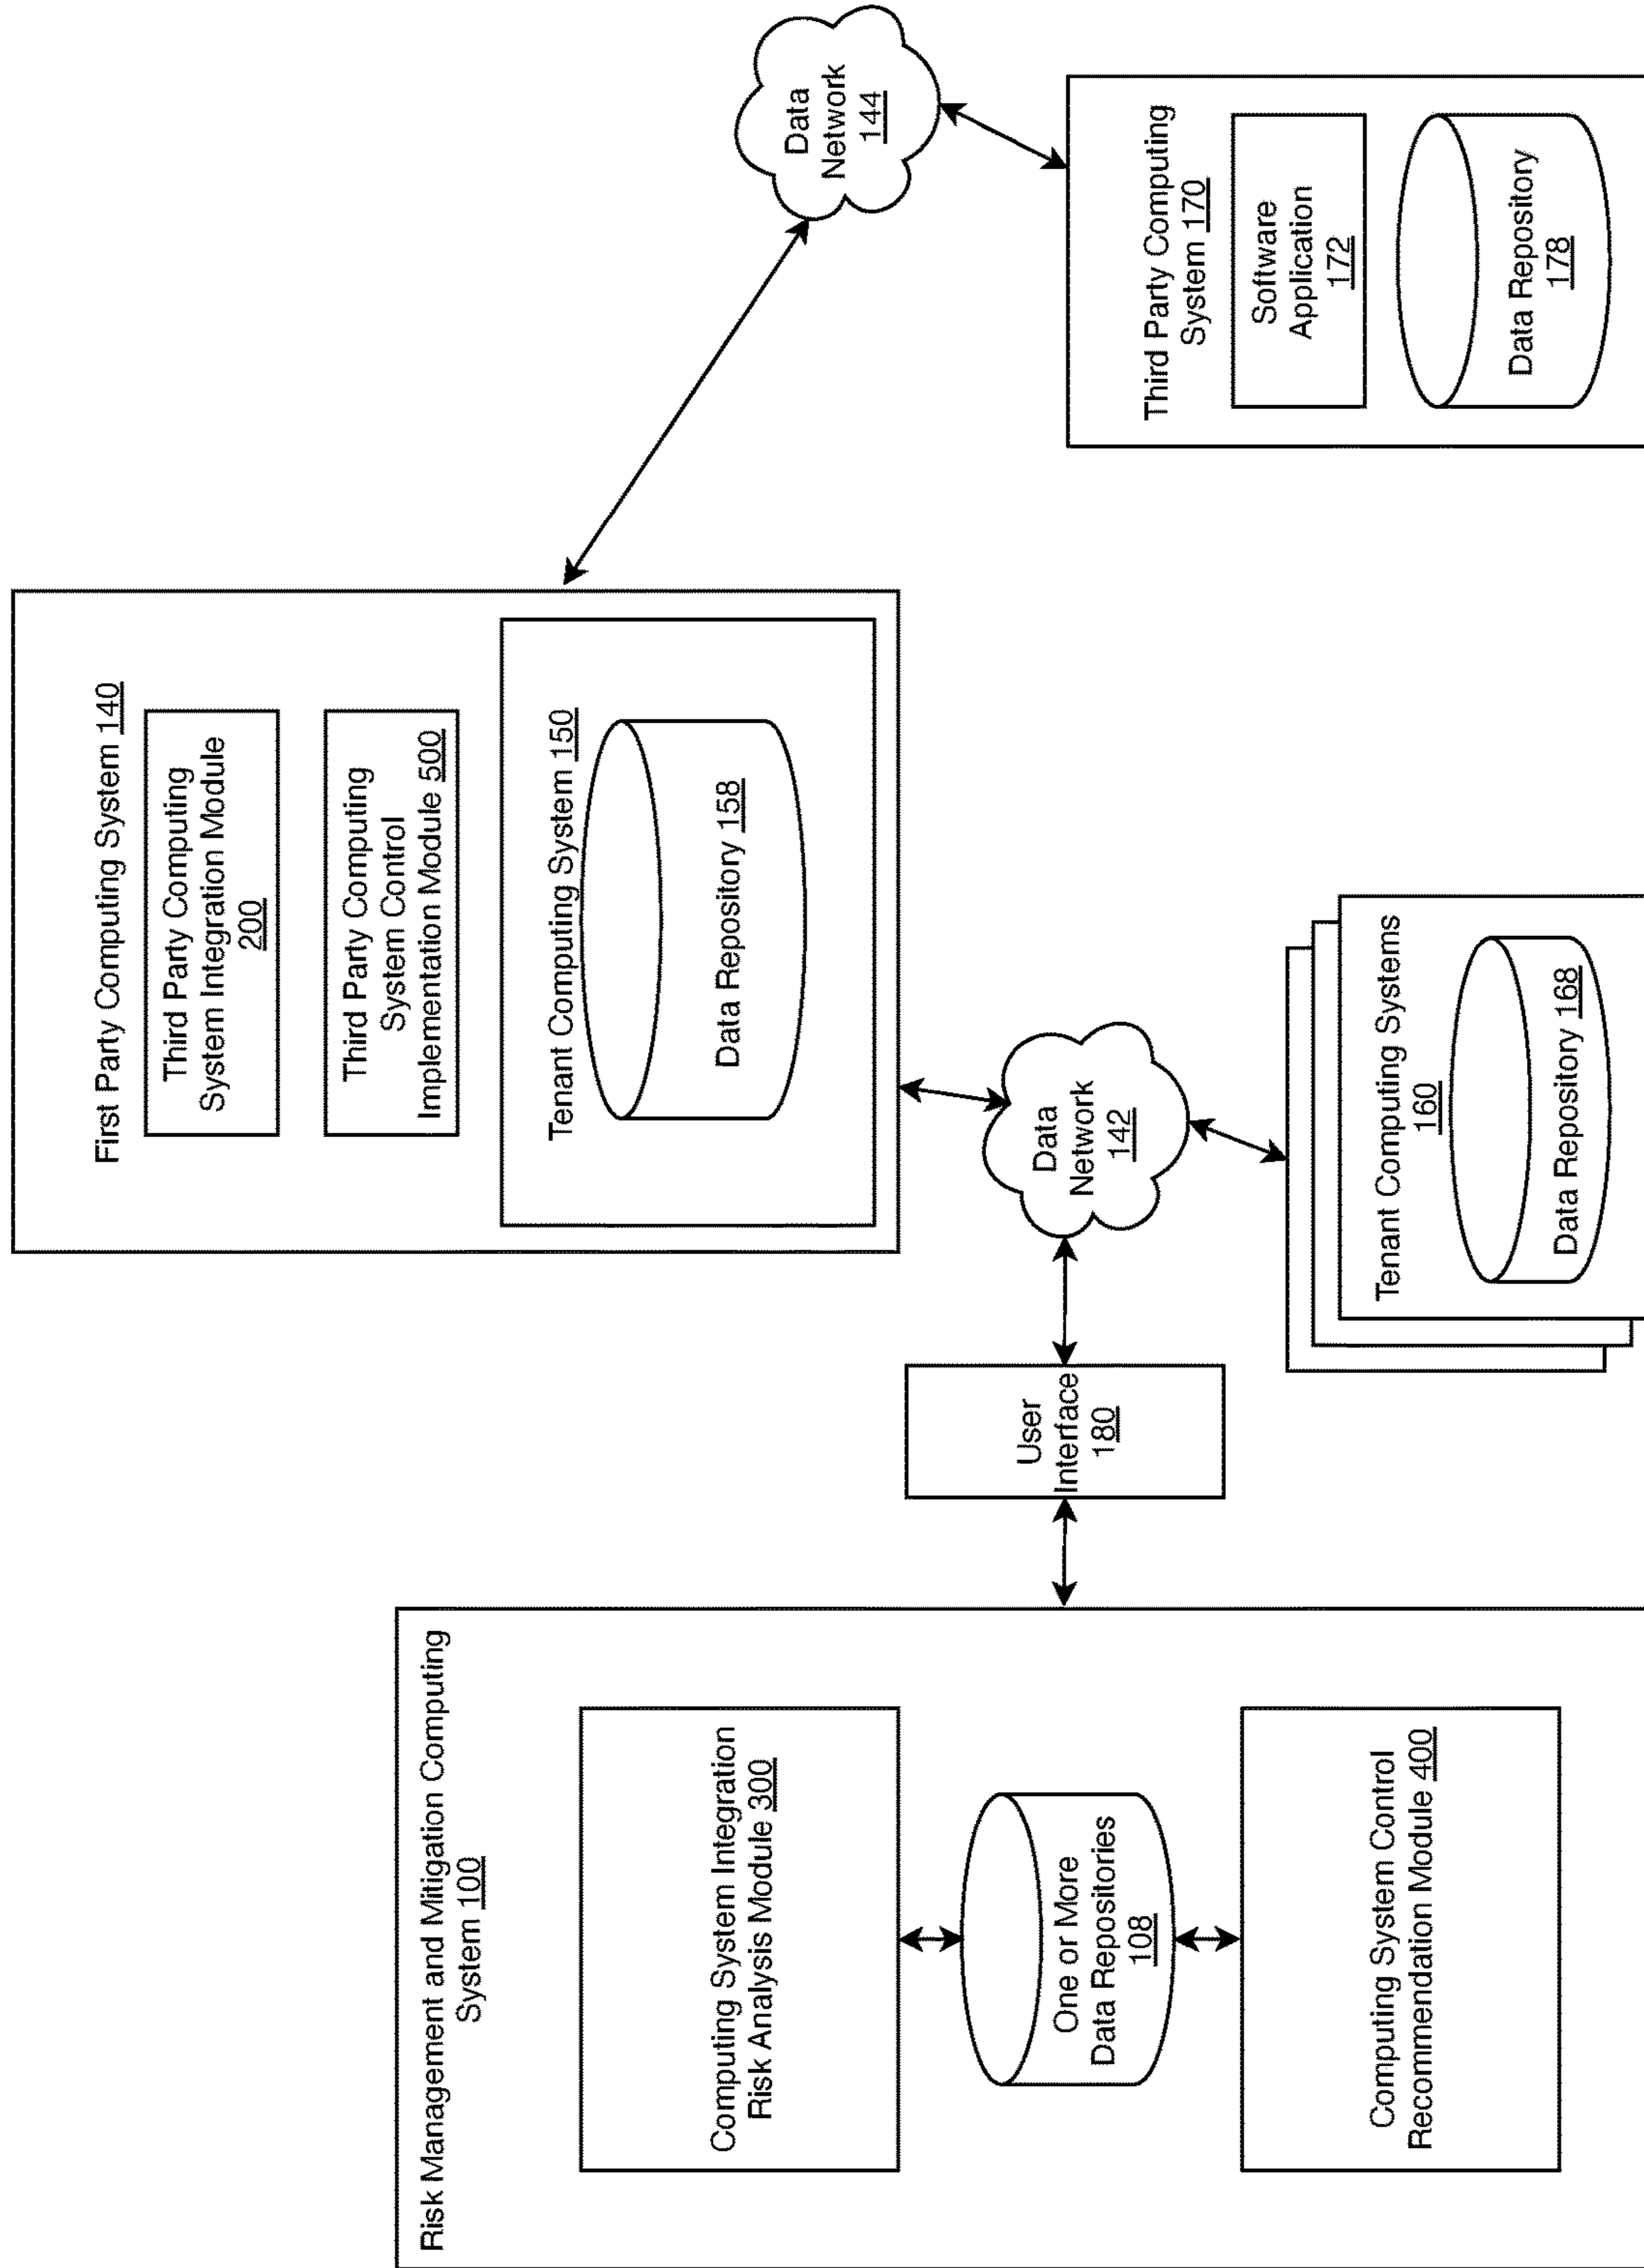 Risk Management and Mitigation Computing
System 100
Computing System Integration
Risk Analysis Module 300
One or More
Data Repositories
108
Computing System Control
Recommendation Module 400
User
Interface
180
First Party Computing System 140
Third Party Computing
System Integration Module
200
Third Party Computing
System Control
Implementation Module 500
Tenant Computing System 150
Data Repository 158
Data
Network
142
Tenant Computing Systems
160
Data Repository 168
Data
Network
144
Third Party Computing
System 170
Software
Application
172
Data Repository
178